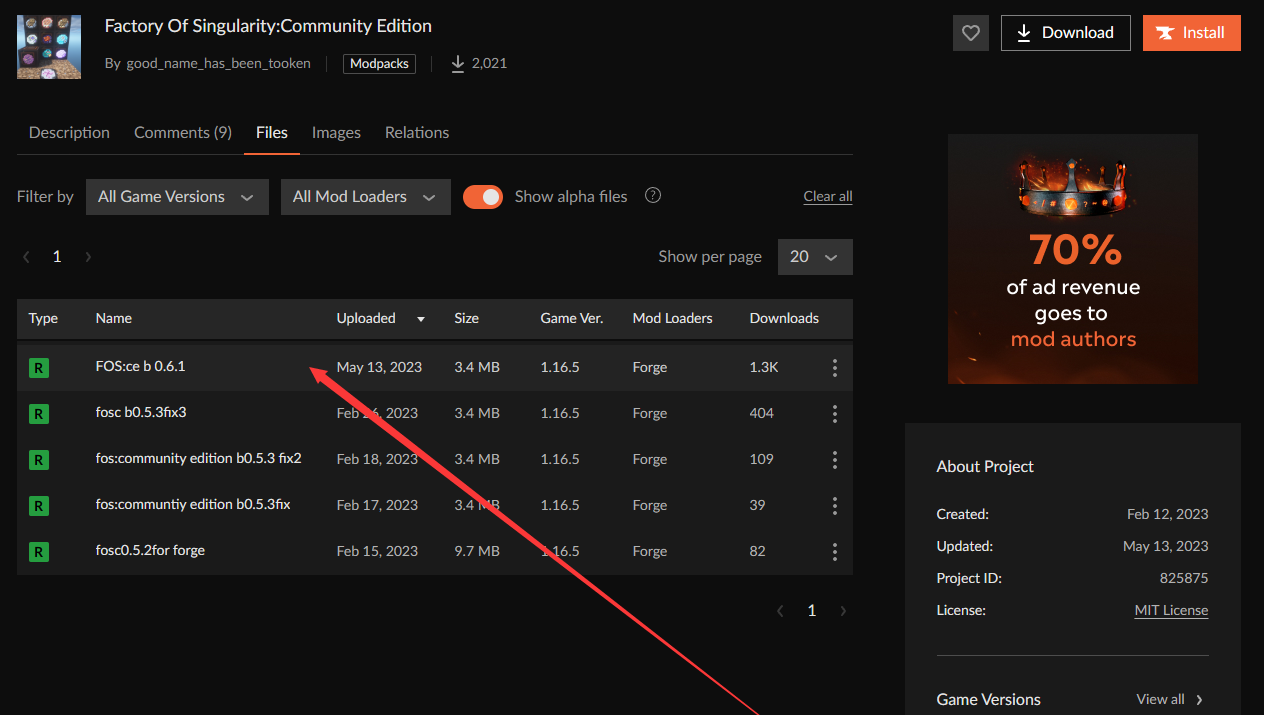 Factory Of Singularity:Community Edition
By good_name_has_been_tooken
Modpacks
2,021
Download
Install
Description
Comments (9)
Files
Images
Relations
Filter by
All Game Versions
All Mod Loaders
Show alpha files
?
Clear all
1
Show per page
20
Type Name Uploaded Size Game Ver. Mod Loaders Downloads
R FOS:ce b 0.6.1 May 13, 2023 3.4 MB 1.16.5 Forge 1.3K
R fosc b0.5.3fix3 Feb 26, 2023 3.4 MB 1.16.5 Forge 404
R fos:community edition b0.5.3 fix2 Feb 18, 2023 3.4 MB 1.16.5 Forge 109
R fos:communtiy edition b0.5.3fix Feb 17, 2023 3.4 MB 1.16.5 Forge 39
R fosc0.5.2for forge Feb 15, 2023 9.7 MB 1.16.5 Forge 82
1
70%
of ad revenue
goes to
mod authors
About Project
Created: Feb 12, 2023
Updated: May 13, 2023
Project ID: 825875
License: MIT License
Game Versions View all